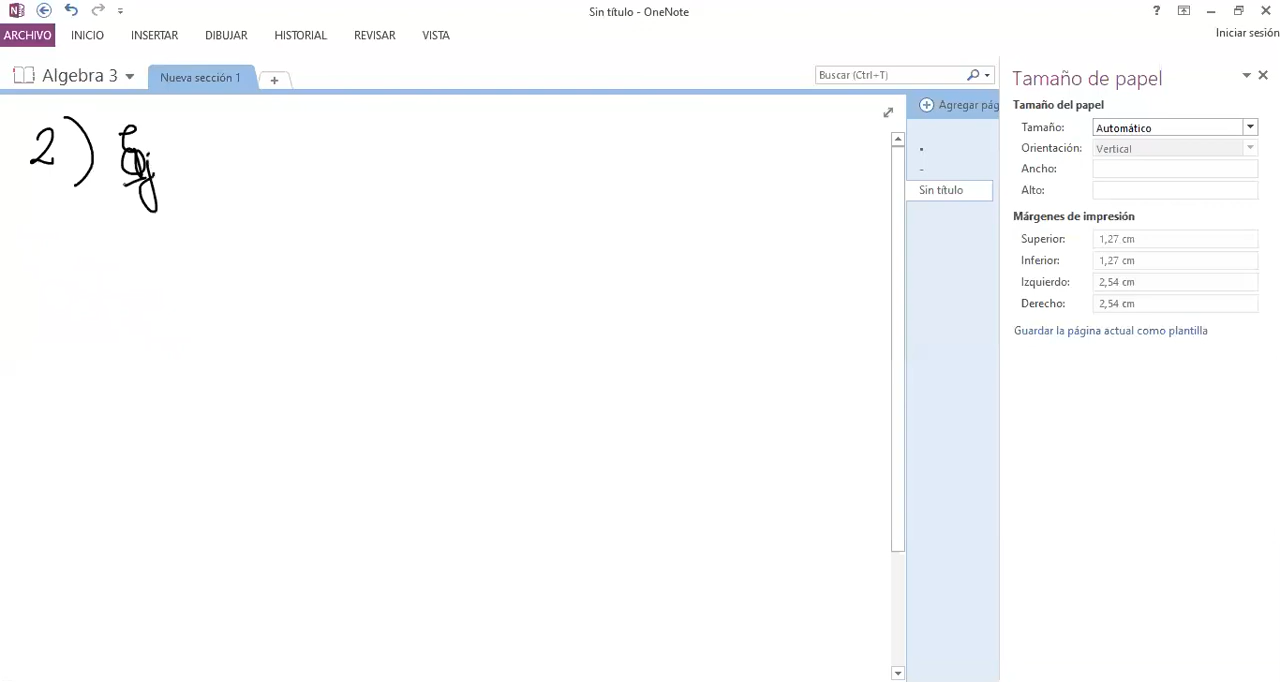 Sin título - OneNote
?
ARCHIVO INICIO INSERTAR DIBUJAR HISTORIAL REVISAR VISTA
Iniciar sesión
Algebra 3
Nueva sección 1
+
Buscar (Ctrl+T)
Agregar pág
.
-
Sin título
2)
Tamaño de papel
Tamaño del papel
Tamaño: Automático
Orientación: Vertical
Ancho:
Alto:
Márgenes de impresión
Superior: 1,27 cm
Inferior: 1,27 cm
Izquierdo: 2,54 cm
Derecho: 2,54 cm
Guardar la página actual como plantilla